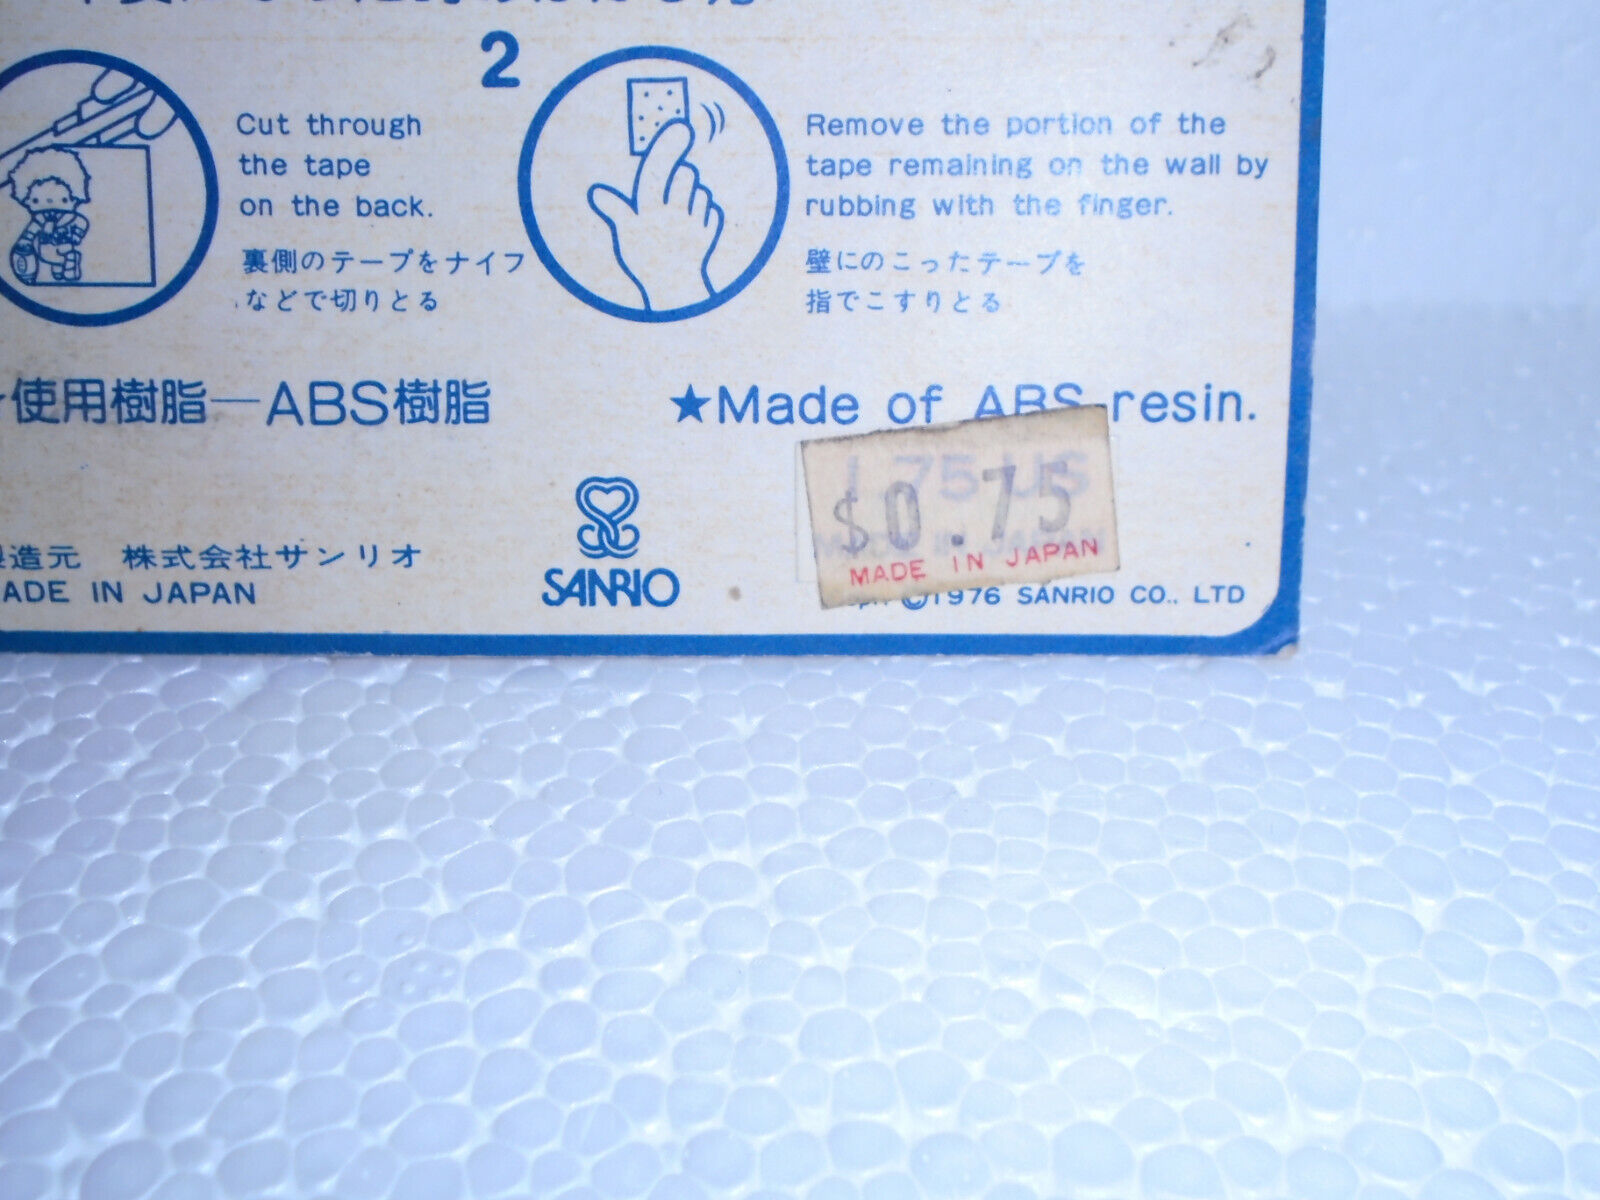 2
Cut through
the tape
on the back.
裏側のテープをナイフ
などで切りとる
Remove the portion of the
tape remaining on the wall by
rubbing with the finger.
壁にのこったテープを
指でこすりとる
使用樹脂—ABS樹脂
★Made of ABS resin.
$0.75
MADE IN JAPAN
SANRIO
造元 株式会社サンリオ
ADE IN JAPAN
©1976 SANRIO CO., LTD